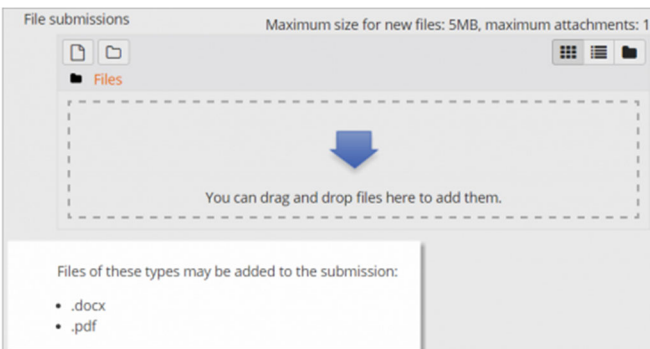 File submissions
Maximum size for new files: 5MB, maximum attachments: 1
Files
You can drag and drop files here to add them.
Files of these types may be added to the submission:
.docx
.pdf